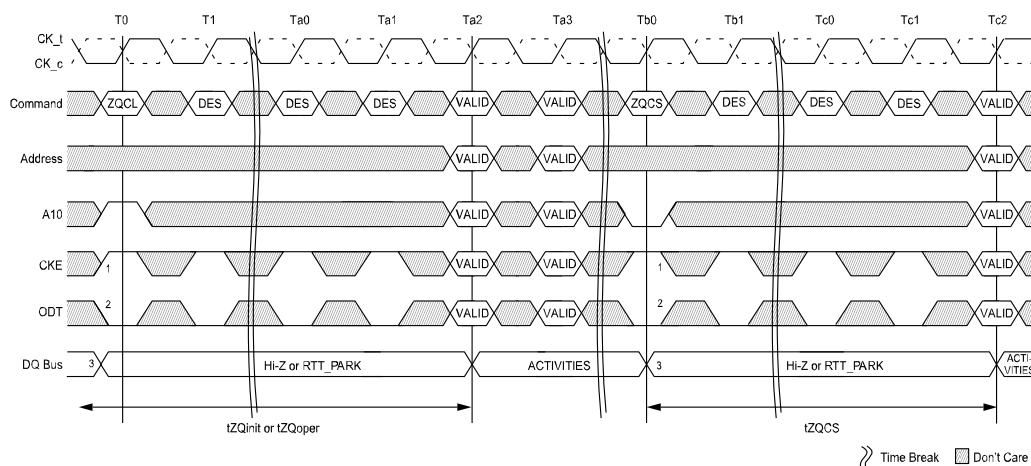 T0 T1 Ta0 Ta1 Ta2 Ta3 Tb0 Tb1 Tc0 Tc1 Tc2
CK_t
CK_c
Command ZQCL DES DES DES VALID VALID ZQCS DES DES DES VALID
Address VALID VALID VALID
A10 VALID VALID VALID
CKE 1 VALID VALID 1 VALID
ODT 2 VALID VALID 2 VALID
DQ Bus 3 Hi-Z or RTT_PARK ACTIVITIES 3 Hi-Z or RTT_PARK ACTI-
VITIES
tZQinit or tZQoper tZQCS
Time Break Don't Care